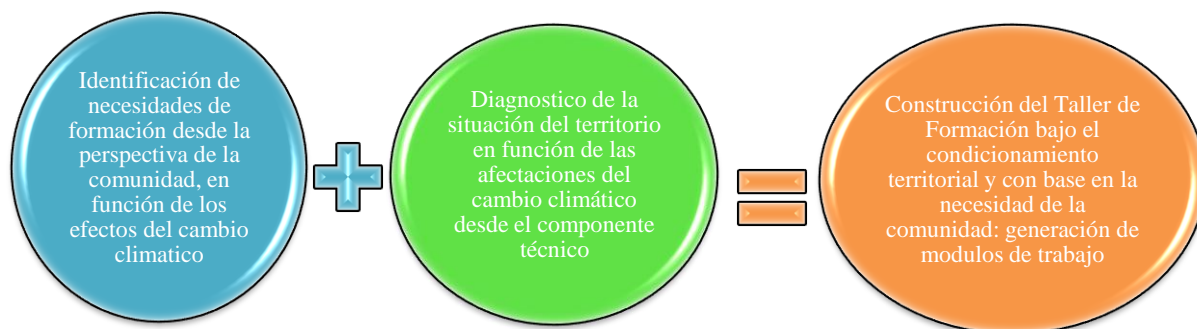 Identificación de
necesidades de
formación desde la
perspectiva de la
comunidad, en
función de los
efectos del cambio
climatico
Diagnostico de la
situación del territorio
en función de las
afectaciones del
cambio climático
desde el componente
técnico
Construcción del Taller de
Formación bajo el
condicionamiento
territorial y con base en la
necesidad de la
comunidad: generación de
modulos de trabajo